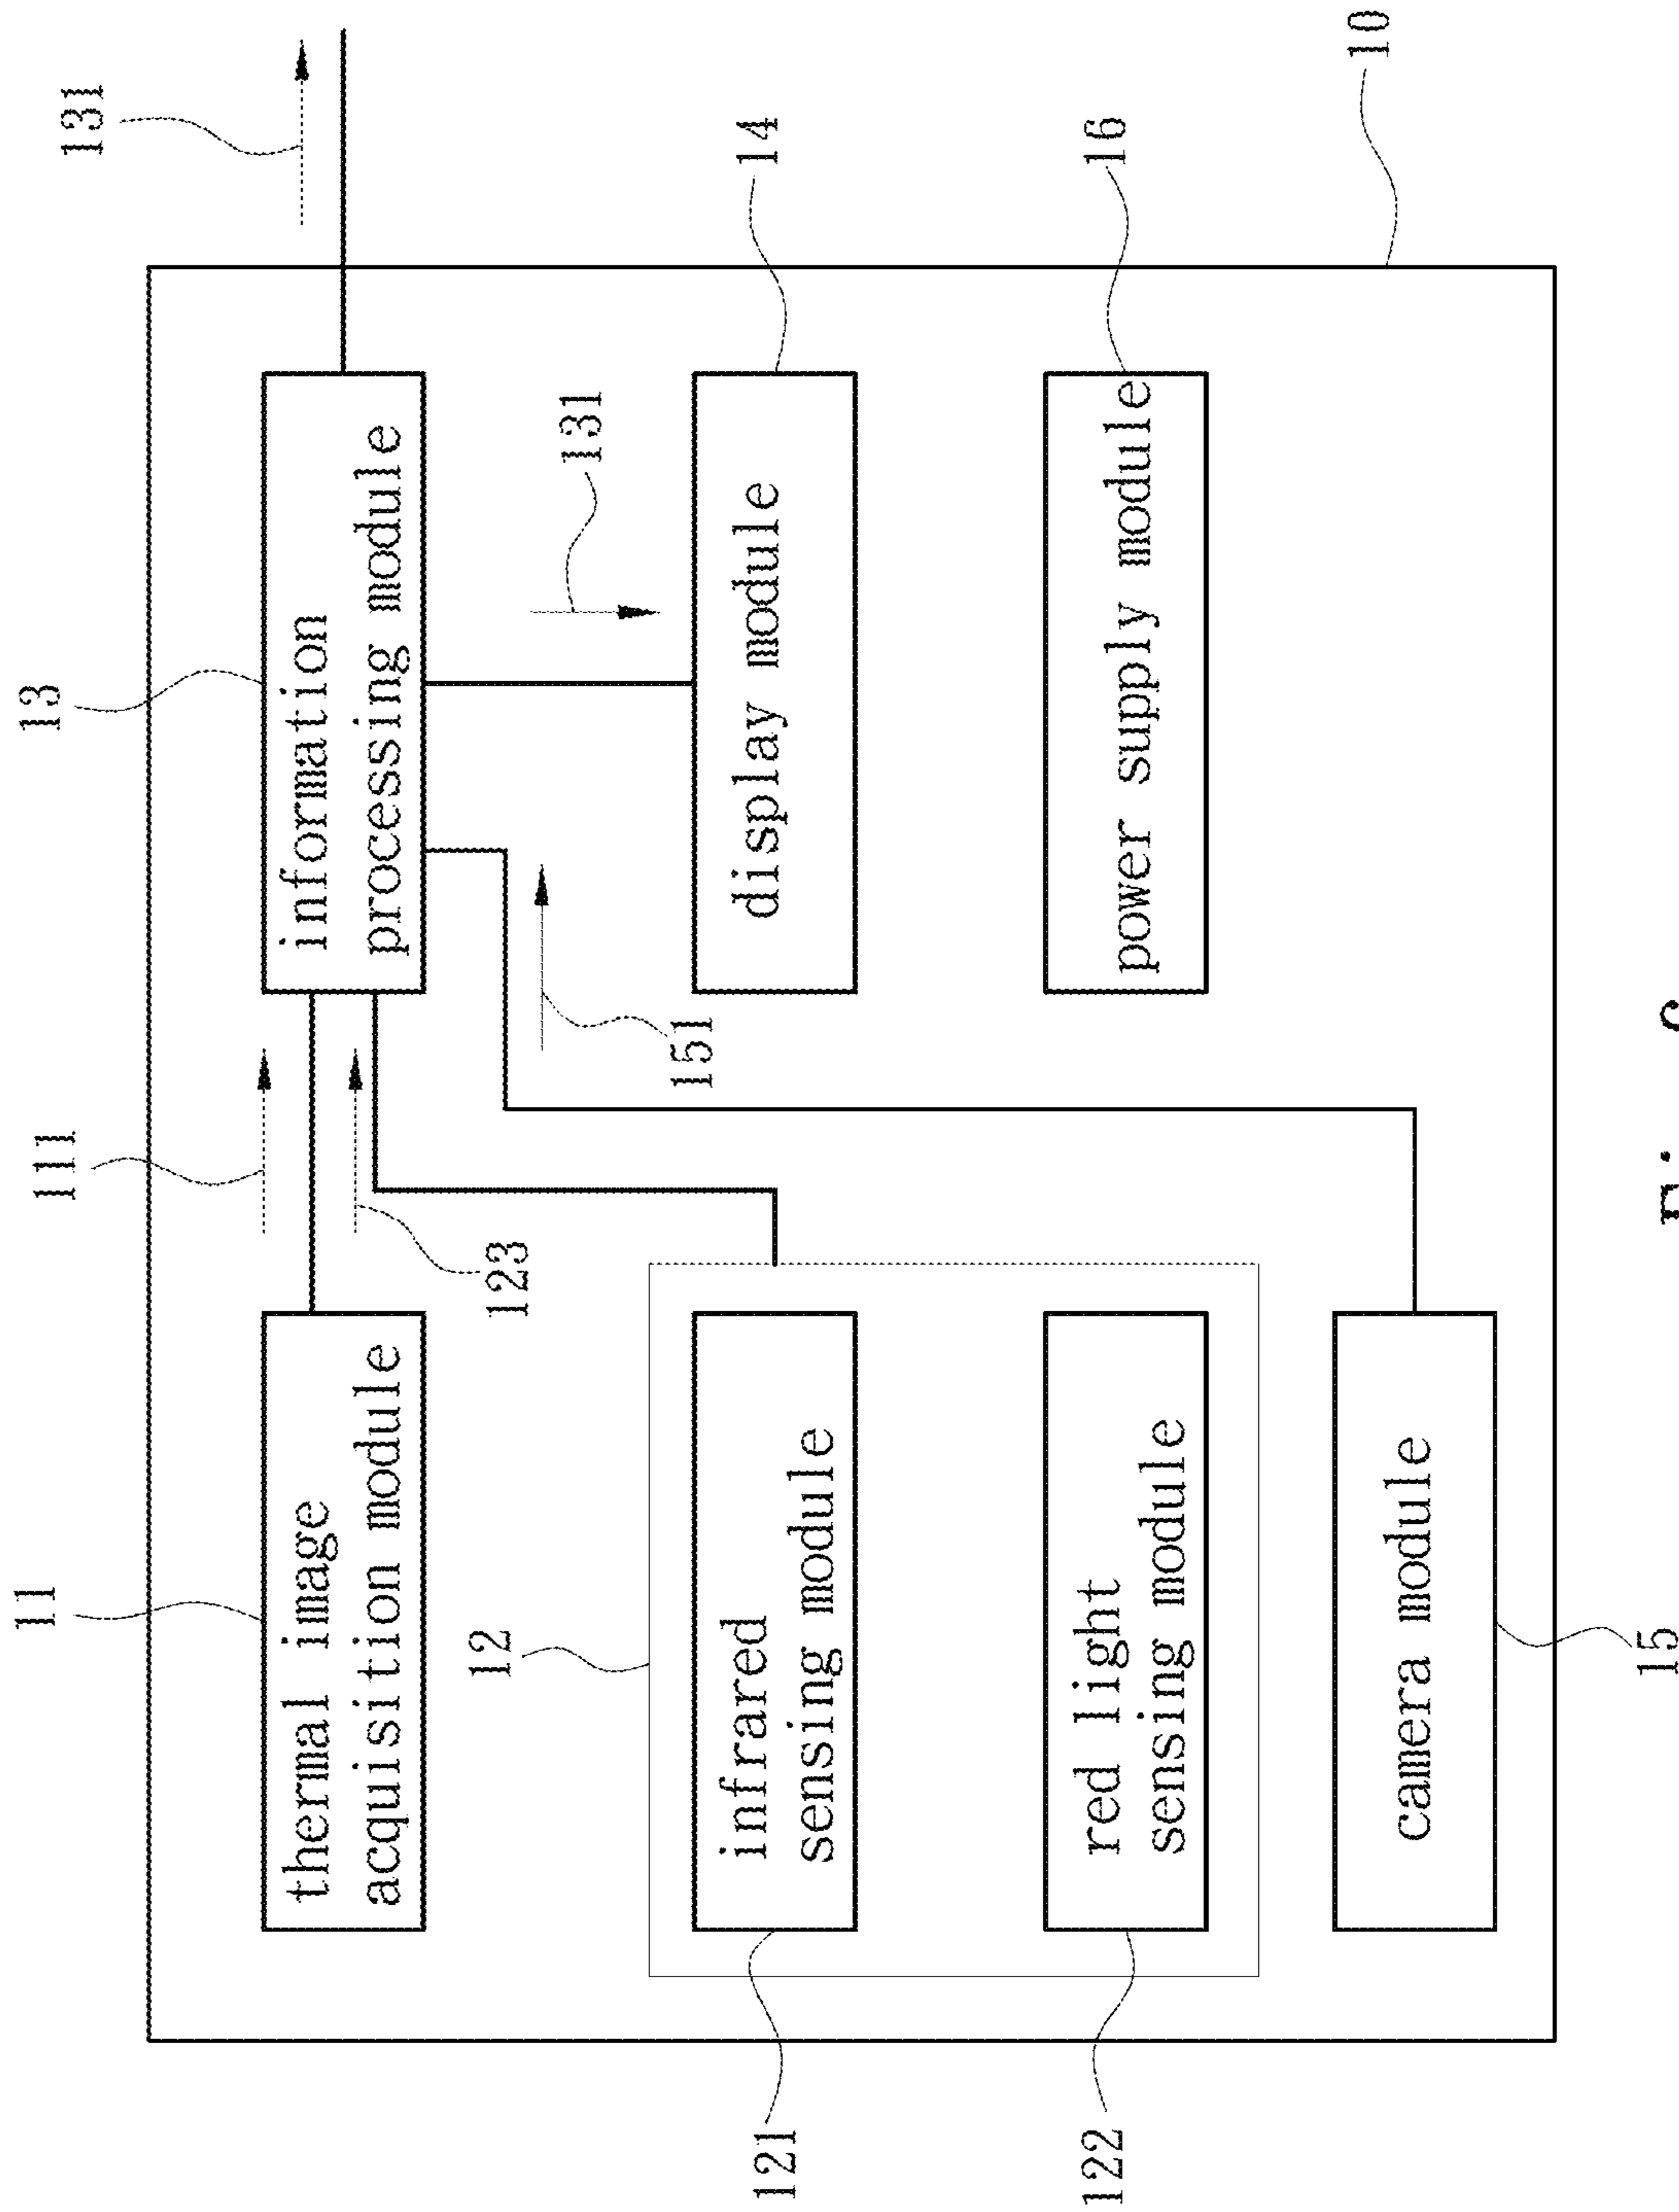 11
111
13
131
thermal image
acquisition module
information
processing module
123
12
131
151
14
infrared
sensing module
display module
121
red light
sensing module
power supply module
16
122
camera module
15
10